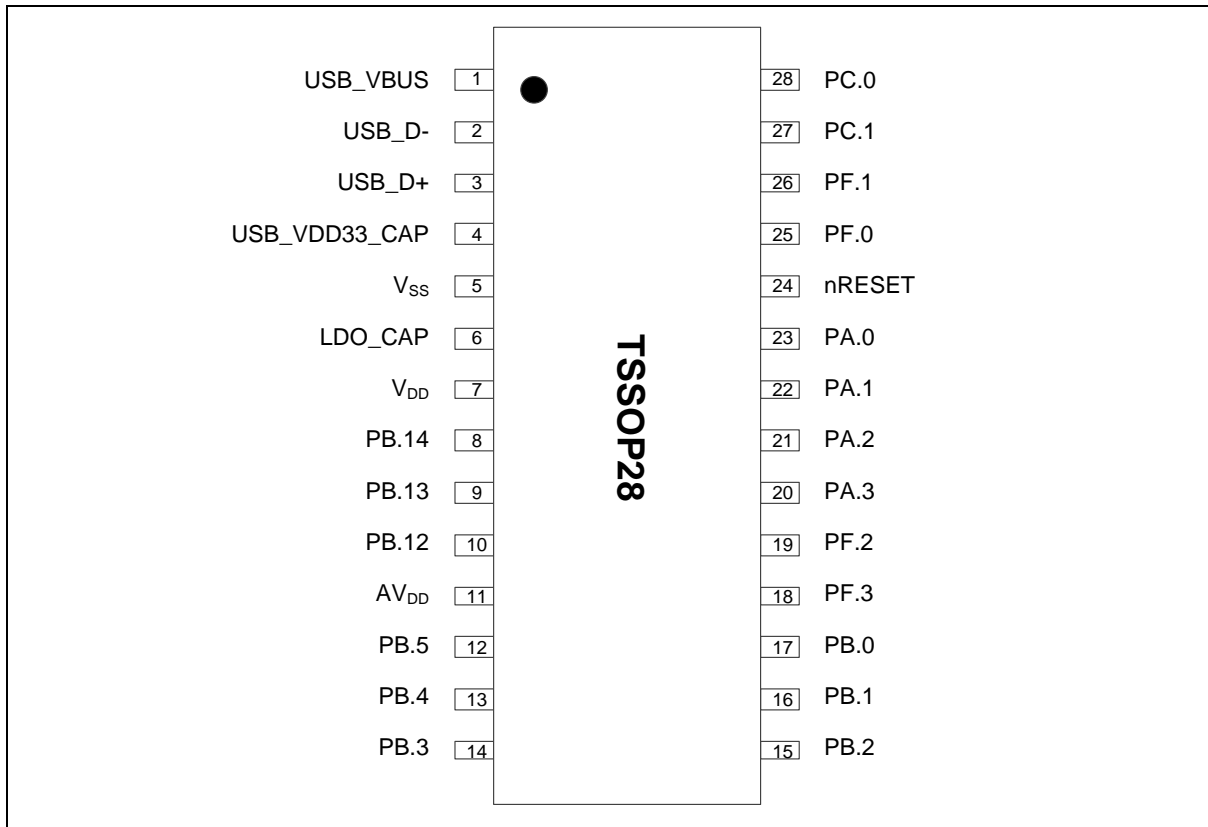 USB_VBUS 1 28 PC.0
USB_D- 2 27 PC.1
USB_D+ 3 26 PF.1
USB_VDD33_CAP 4 25 PF.0
VSS 5 24 nRESET
LDO_CAP 6 23 PA.0
VDD 7 22 PA.1
PB.14 8 21 PA.2
PB.13 9 20 PA.3
PB.12 10 19 PF.2
AVDD 11 18 PF.3
PB.5 12 17 PB.0
PB.4 13 16 PB.1
PB.3 14 15 PB.2
TSSOP28